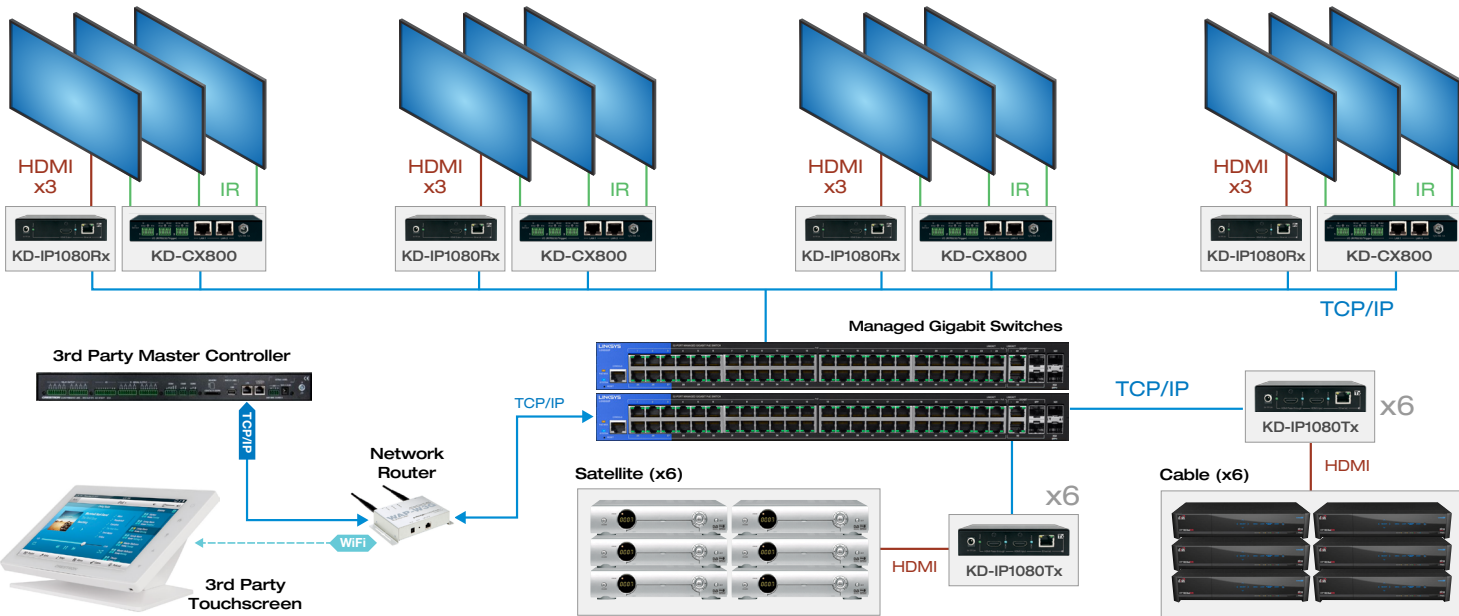 HDMI
x3
IR
HDMI
x3
IR
HDMI
x3
IR
HDMI
x3
IR
KD-IP1080Rx
KD-CX800
KD-IP1080Rx
KD-CX800
KD-IP1080Rx
KD-CX800
KD-IP1080Rx
KD-CX800
TCP/IP
Managed Gigabit Switches
3rd Party Master Controller
LINKSYS
LINKSYS
TCP/IP
TCP/IP
TCP/IP
x6
KD-IP1080Tx
HDMI
Network
Router
Satellite (x6)
Cable (x6)
x6
WiFi
HDMI
KD-IP1080Tx
3rd Party
Touchscreen